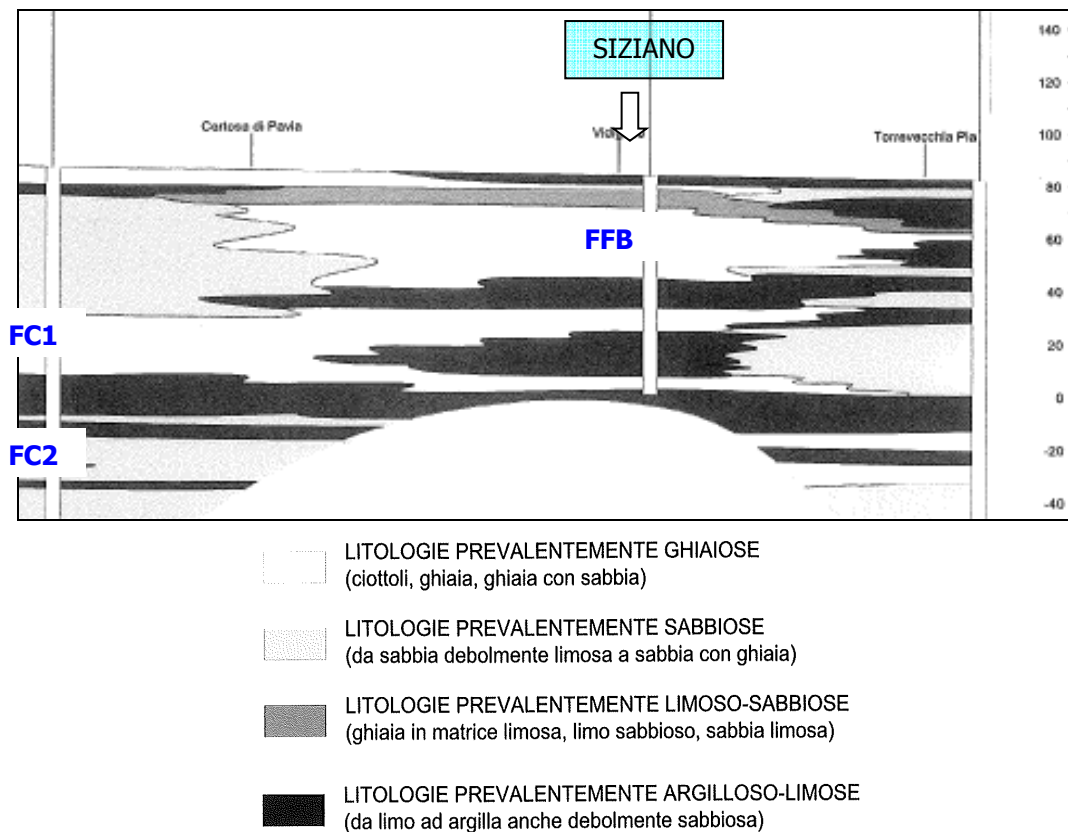 SIZIANO
140
120
100
80
60
40
20
0
-20
-40
Certosa di Pavia
Torrevecchia Pia
FFB
FC1
FC2
LITOLOGIE PREVALENTEMENTE GHIAIOSE
(ciottoli, ghiaia, ghiaia con sabbia)
LITOLOGIE PREVALENTEMENTE SABBIOSE
(da sabbia debolmente limosa a sabbia con ghiaia)
LITOLOGIE PREVALENTEMENTE LIMOSO-SABBIOSE
(ghiaia in matrice limosa, limo sabbioso, sabbia limosa)
LITOLOGIE PREVALENTEMENTE ARGILLOSO-LIMOSE
(da limo ad argilla anche debolmente sabbiosa)